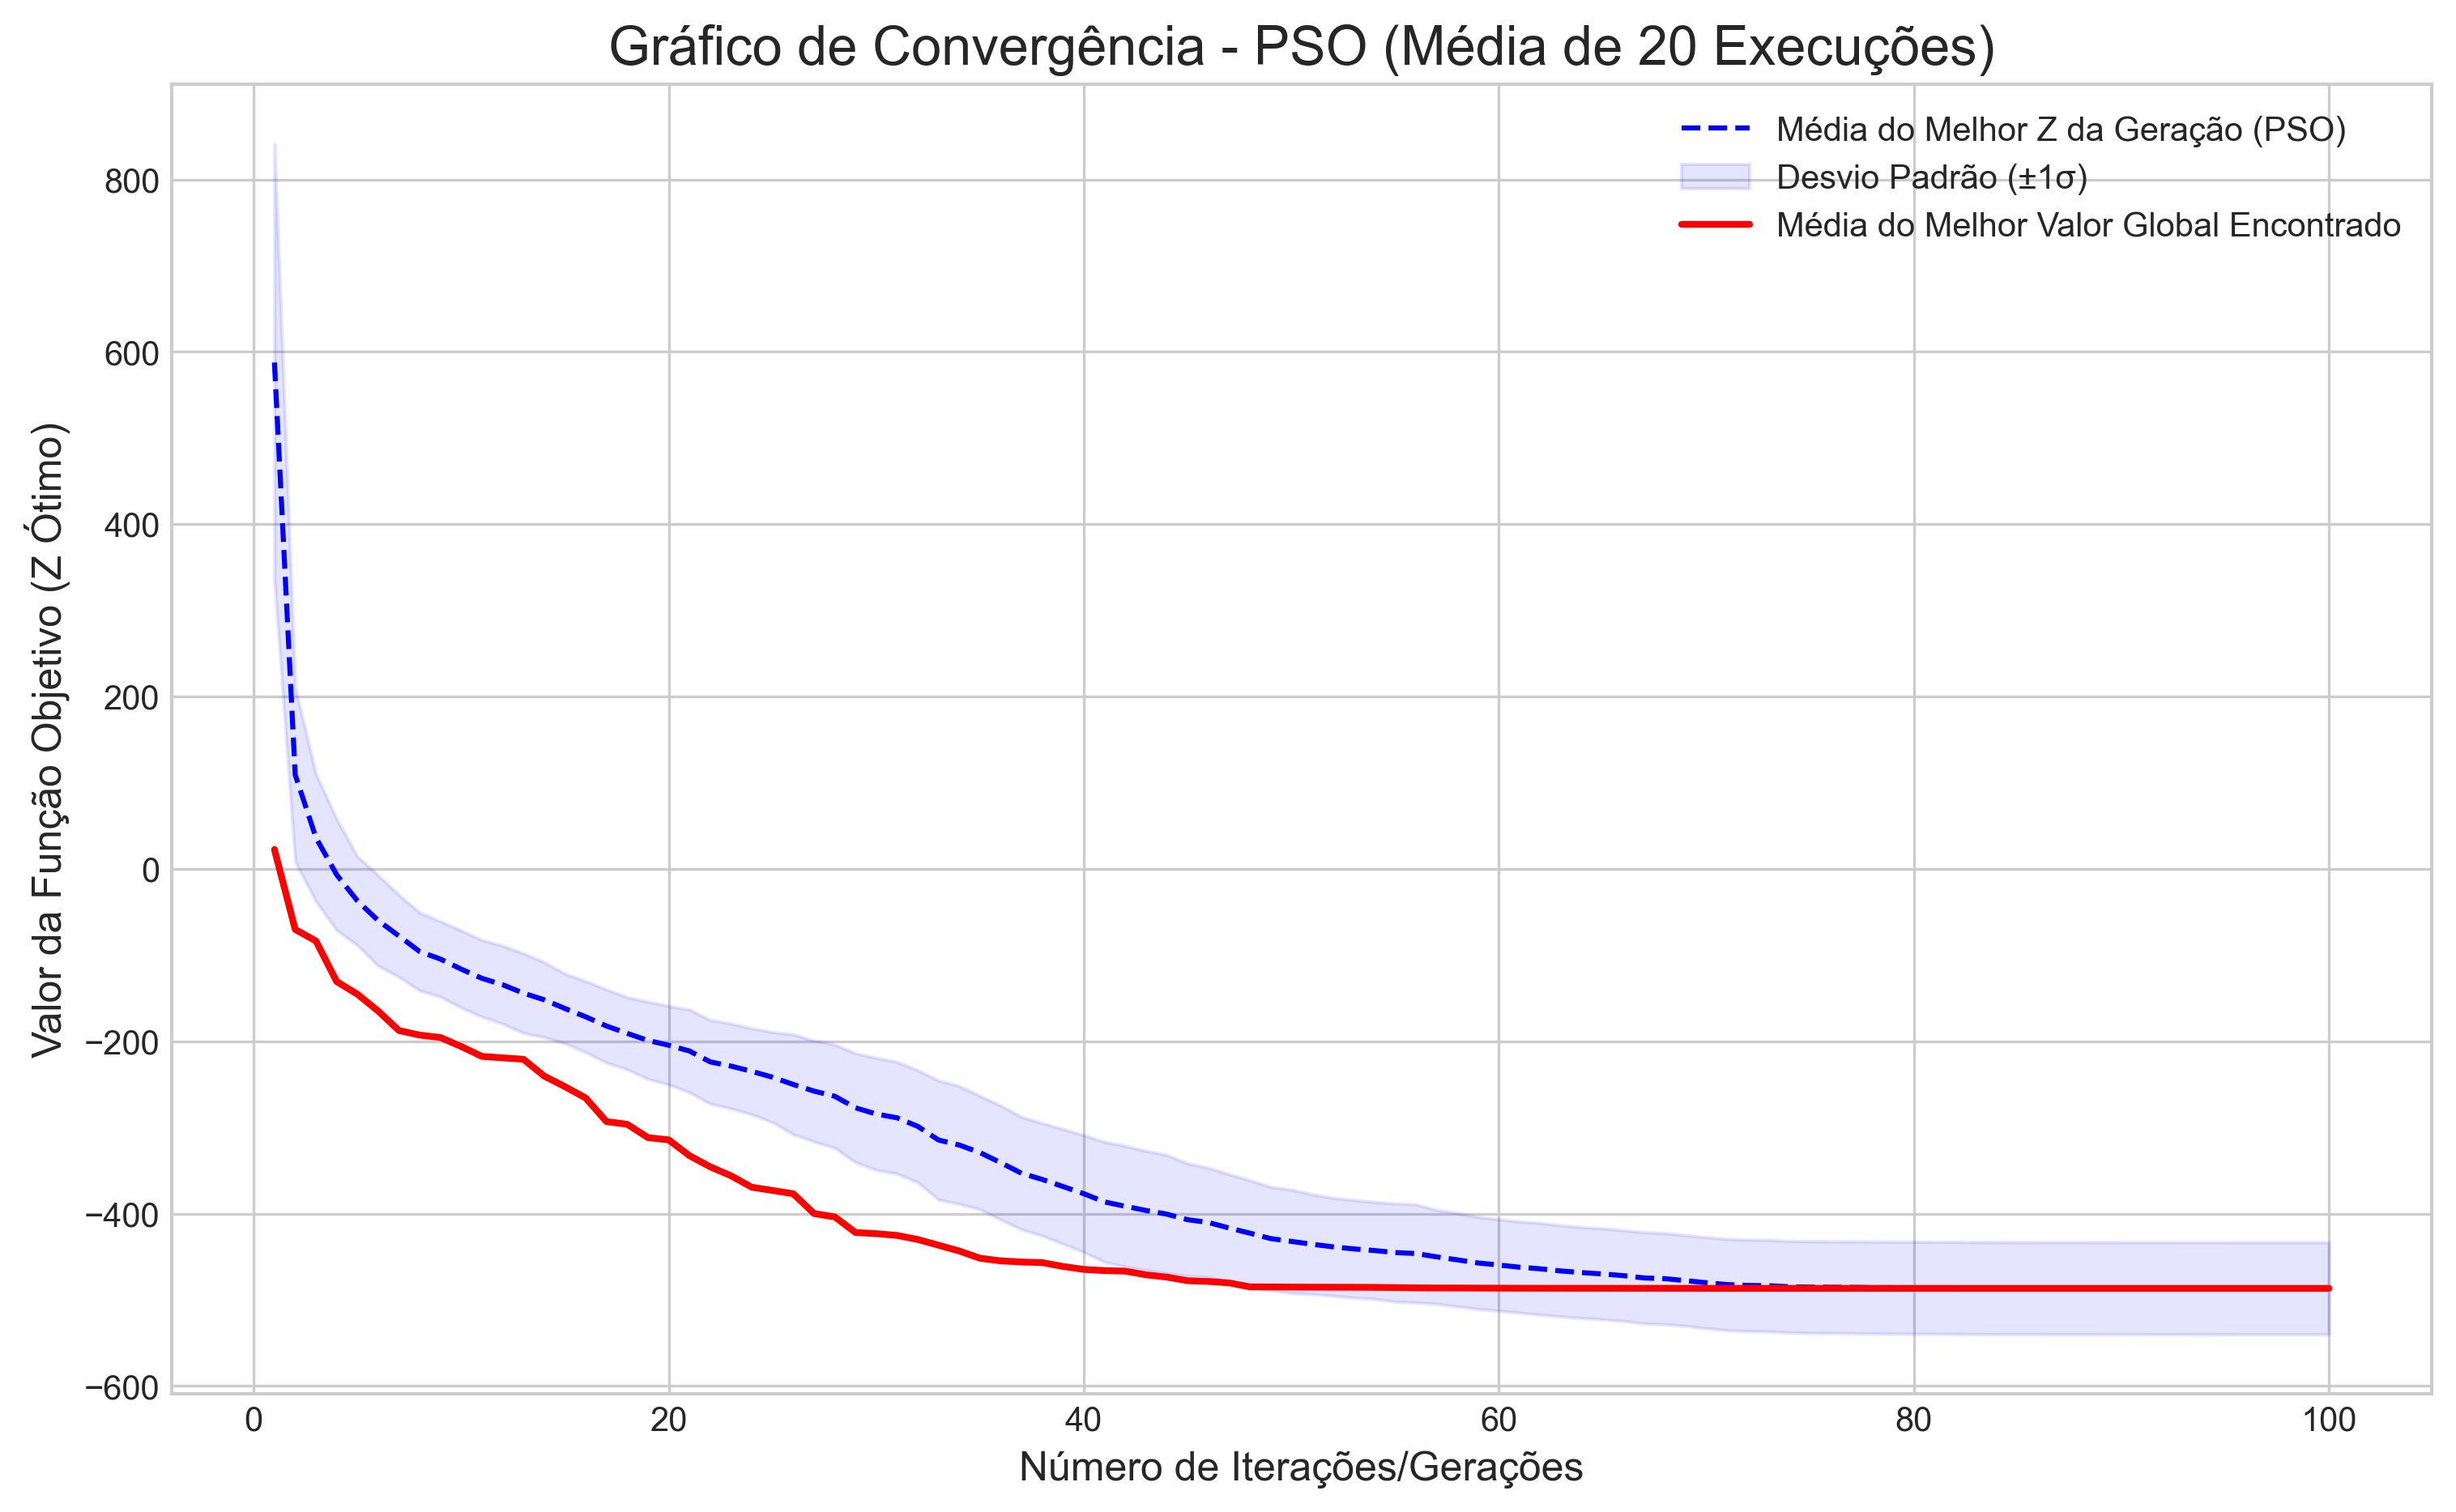 Gráfico de Convergência - PSO (Média de 20 Execuções)
Média do Melhor Z da Geração (PSO)
Desvio Padrão (±1σ)
Média do Melhor Valor Global Encontrado
Valor da Função Objetivo (Z Ótimo)
800
600
400
200
0
−200
−400
−600
0 20 40 60 80 100
Número de Iterações/Gerações